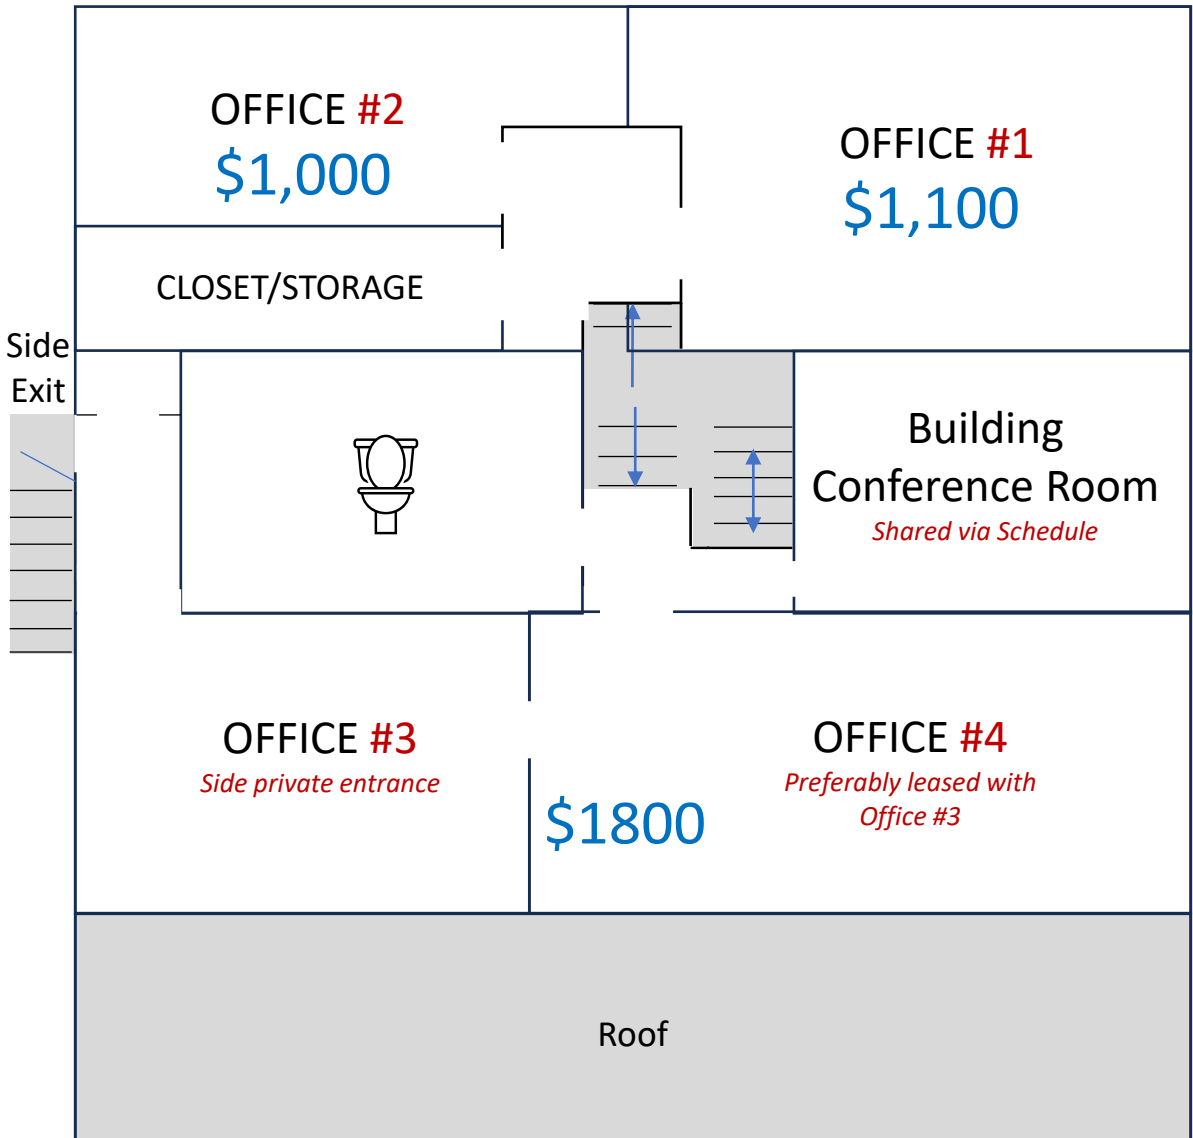 OFFICE #2
$1,000
OFFICE #1
$1,100
CLOSET/STORAGE
Side
Exit
Building
Conference Room
Shared via Schedule
OFFICE #3
Side private entrance
OFFICE #4
Preferably leased with
Office #3
$1800
Roof